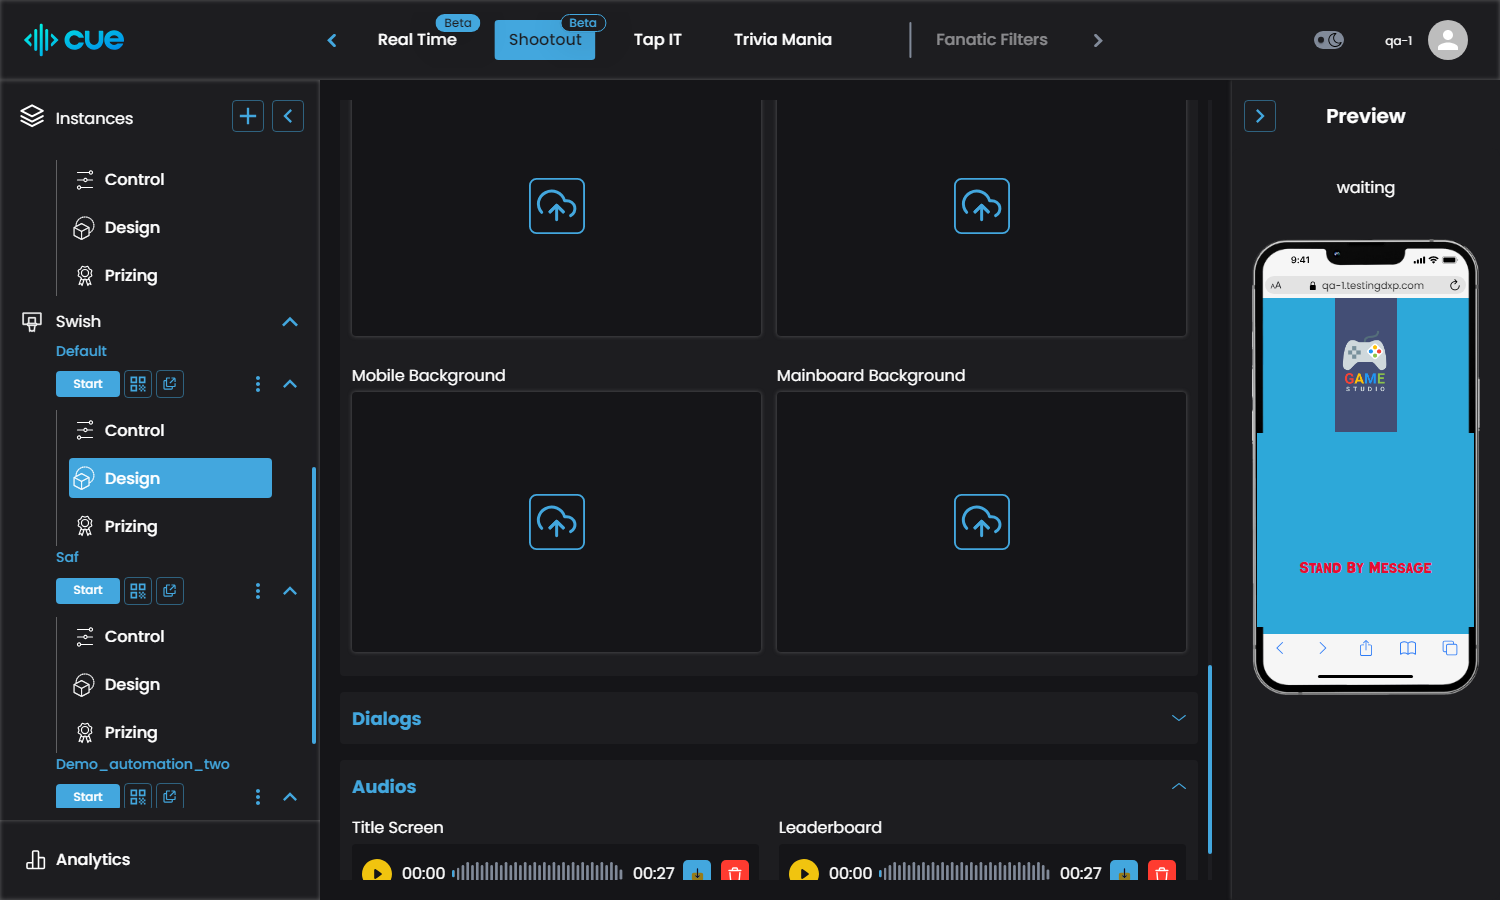 cue
Real Time
Beta
Shootout
Beta
Tap IT
Trivia Mania
Fanatic Filters
qa-1
Instances
Control
Design
Prizing
Swish
Default
Start
Control
Design
Prizing
Saf
Start
Control
Design
Prizing
Demo_automation_two
Start
Analytics
Mobile Background
Mainboard Background
Dialogs
Audios
Title Screen
Leaderboard
00:00
00:27
00:00
00:27
Preview
waiting
9:41
AA
qa-1.testingdxp.com
GAME
STUDIO
Stand By Message